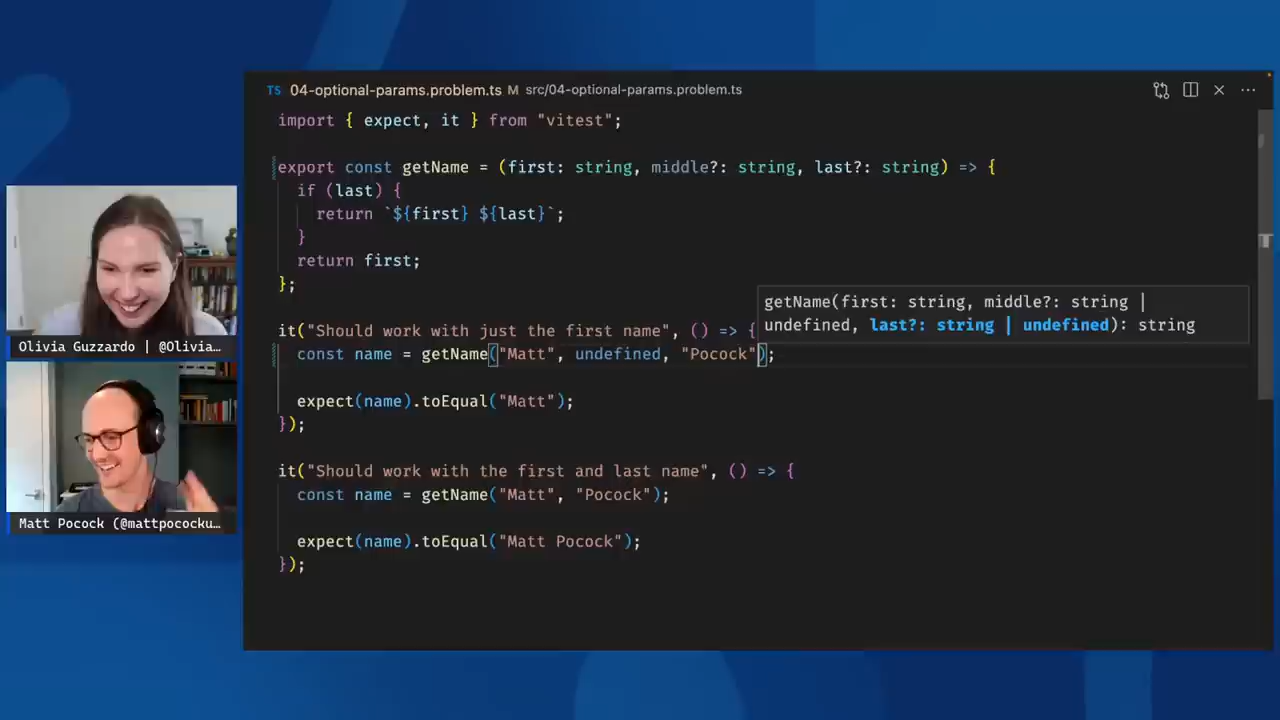 TS 04-optional-params.problem.ts M src/04-optional-params.problem.ts
import { expect, it } from "vitest";
export const getName = (first: string, middle?: string, last?: string) => {
if (last) {
return `${first} ${last}`;
}
return first;
};
getName(first: string, middle?: string |
undefined, last?: string | undefined): string
it("Should work with just the first name", () => {
const name = getName("Matt", undefined, "Pocock");
expect(name).toEqual("Matt");
});
it("Should work with the first and last name", () => {
const name = getName("Matt", "Pocock");
expect(name).toEqual("Matt Pocock");
});
Olivia Guzzardo | @Olivia…
Matt Pocock (@mattpococku…